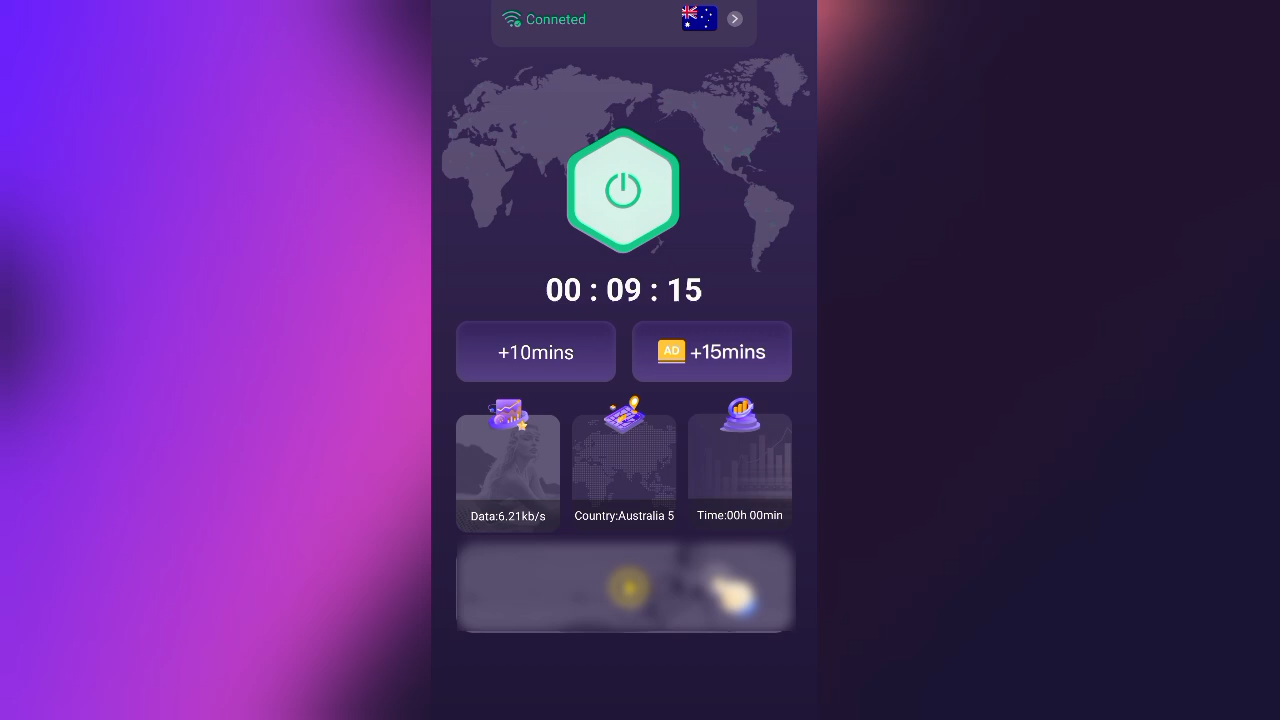 Conneted
00 : 09 : 15
+10mins
AD +15mins
Data:6.21kb/s
Country:Australia 5
Time:00h 00min